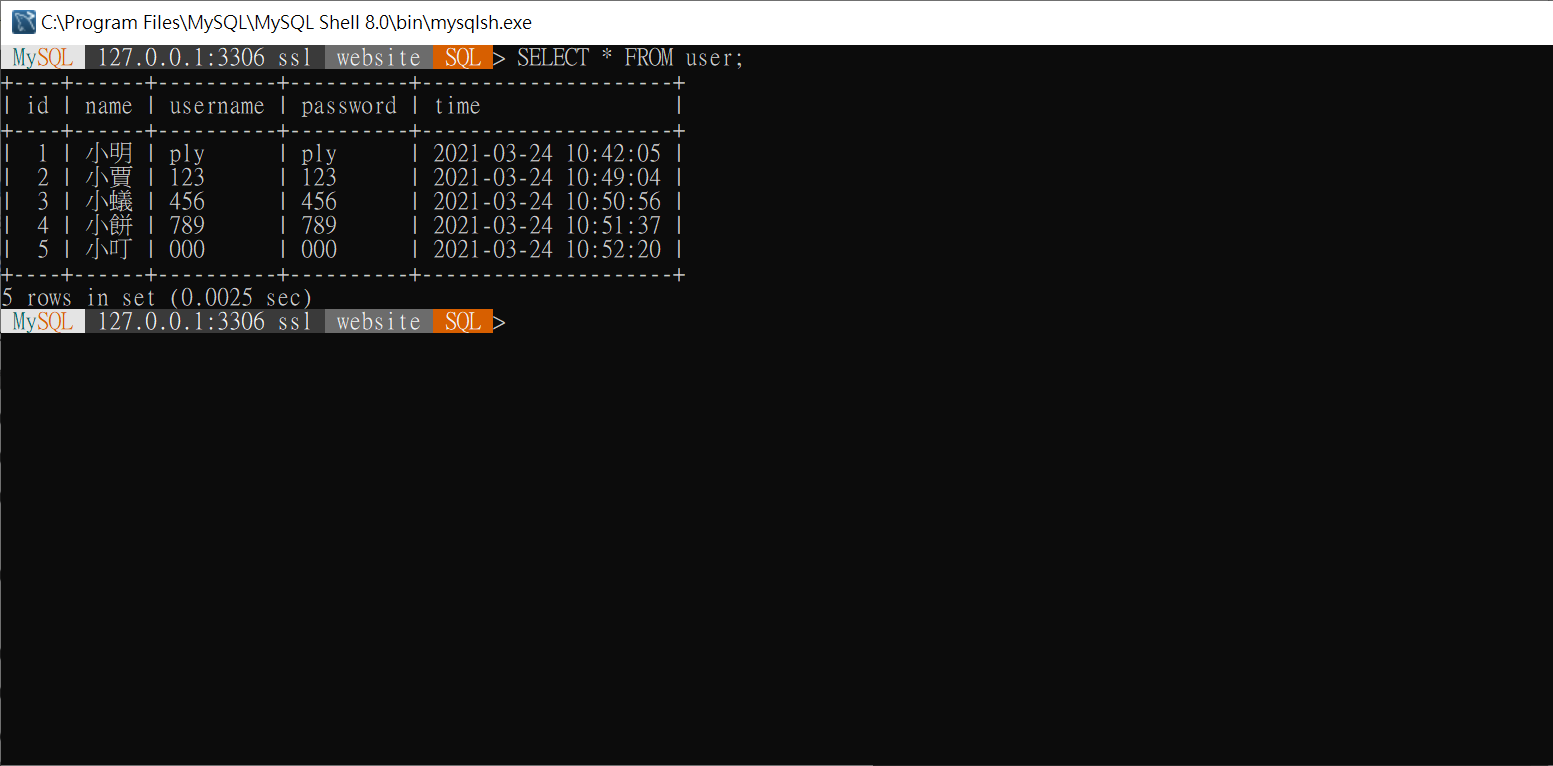 C:\Program Files\MySQL\MySQL Shell 8.0\bin\mysqlsh.exe
MySQL 127.0.0.1:3306 ssl website SQL > SELECT * FROM user;
+----+------+----------+----------+---------------------+
| id | name | username | password | time                |
+----+------+----------+----------+---------------------+
|  1 | 小明 | ply      | ply      | 2021-03-24 10:42:05 |
|  2 | 小賈 | 123      | 123      | 2021-03-24 10:49:04 |
|  3 | 小蟻 | 456      | 456      | 2021-03-24 10:50:56 |
|  4 | 小餅 | 789      | 789      | 2021-03-24 10:51:37 |
|  5 | 小叮 | 000      | 000      | 2021-03-24 10:52:20 |
+----+------+----------+----------+---------------------+
5 rows in set (0.0025 sec)
MySQL 127.0.0.1:3306 ssl website SQL >